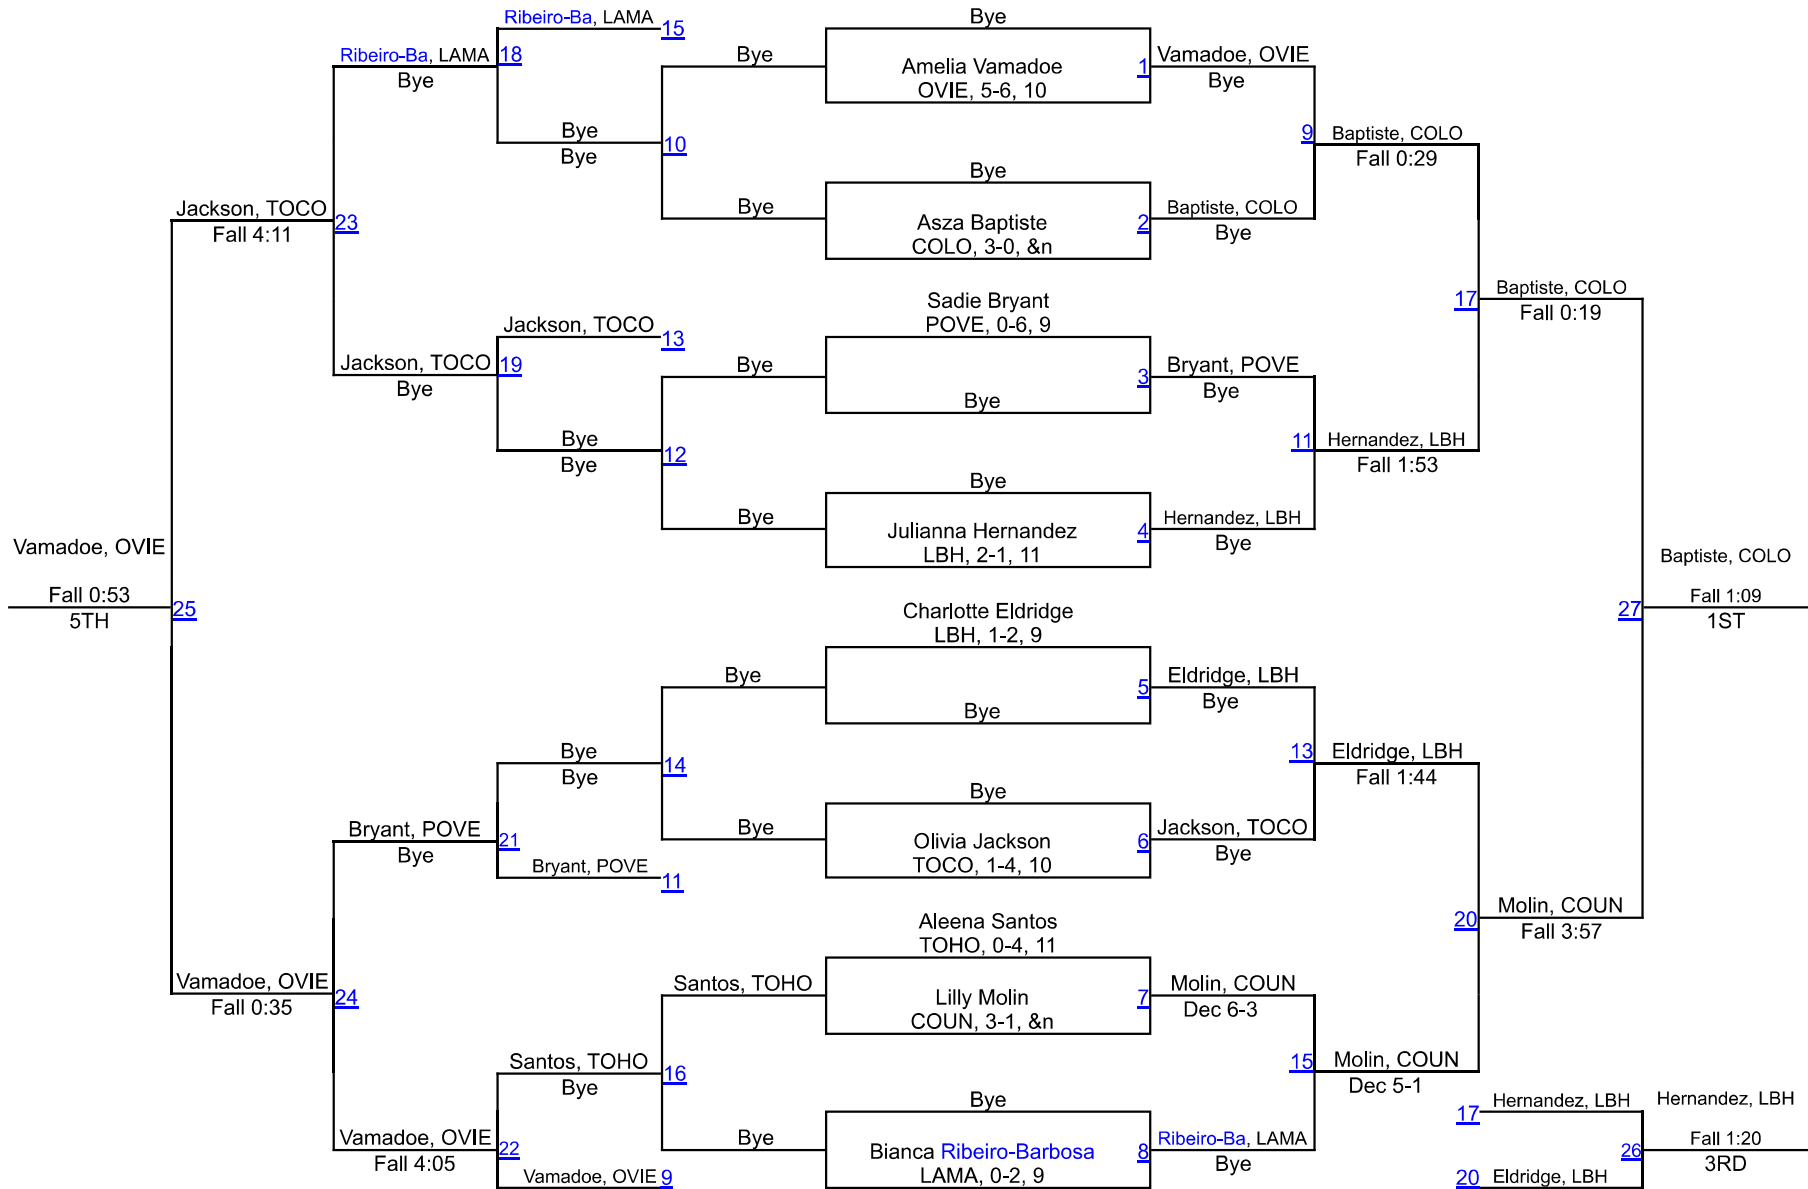 Ribeiro-Ba, LAMA
15
Ribeiro-Ba, LAMA
18
Bye
Bye
Bye
10
Bye
Bye
Jackson, TOCO
23
Fall 4:11
Jackson, TOCO
13
Jackson, TOCO
19
Bye
Bye
Bye
12
Bye
Bye
Vamadoe, OVIE
Fall 0:53
25
5TH
Bye
Bye
14
Bye
Bye
Bryant, POVE
21
Bye
Bryant, POVE
11
Vamadoe, OVIE
24
Fall 0:35
Santos, TOHO
Santos, TOHO
16
Bye
Bye
Vamadoe, OVIE
22
Fall 4:05
Vamadoe, OVIE
9
Bye
Amelia Vamadoe
1
OVIE, 5-6, 10
Bye
Asza Baptiste
2
COLO, 3-0, &n
Sadie Bryant
POVE, 0-6, 9
3
Bye
Bye
Julianna Hernandez
4
LBH, 2-1, 11
Charlotte Eldridge
LBH, 1-2, 9
5
Bye
Bye
Olivia Jackson
6
TOCO, 1-4, 10
Aleena Santos
TOHO, 0-4, 11
Lilly Molin
7
COUN, 3-1, &n
Bye
Bianca Ribeiro-Barbosa
8
LAMA, 0-2, 9
Vamadoe, OVIE
Bye
9
Baptiste, COLO
Fall 0:29
Baptiste, COLO
Bye
17
Baptiste, COLO
Fall 0:19
Bryant, POVE
Bye
11
Hernandez, LBH
Fall 1:53
Hernandez, LBH
Bye
Baptiste, COLO
27
Fall 1:09
1ST
Eldridge, LBH
Bye
13
Eldridge, LBH
Fall 1:44
Jackson, TOCO
Bye
20
Molin, COUN
Fall 3:57
Molin, COUN
Dec 6-3
15
Molin, COUN
Dec 5-1
Ribeiro-Ba, LAMA
Bye
17
Hernandez, LBH
Hernandez, LBH
26
Fall 1:20
3RD
20
Eldridge, LBH